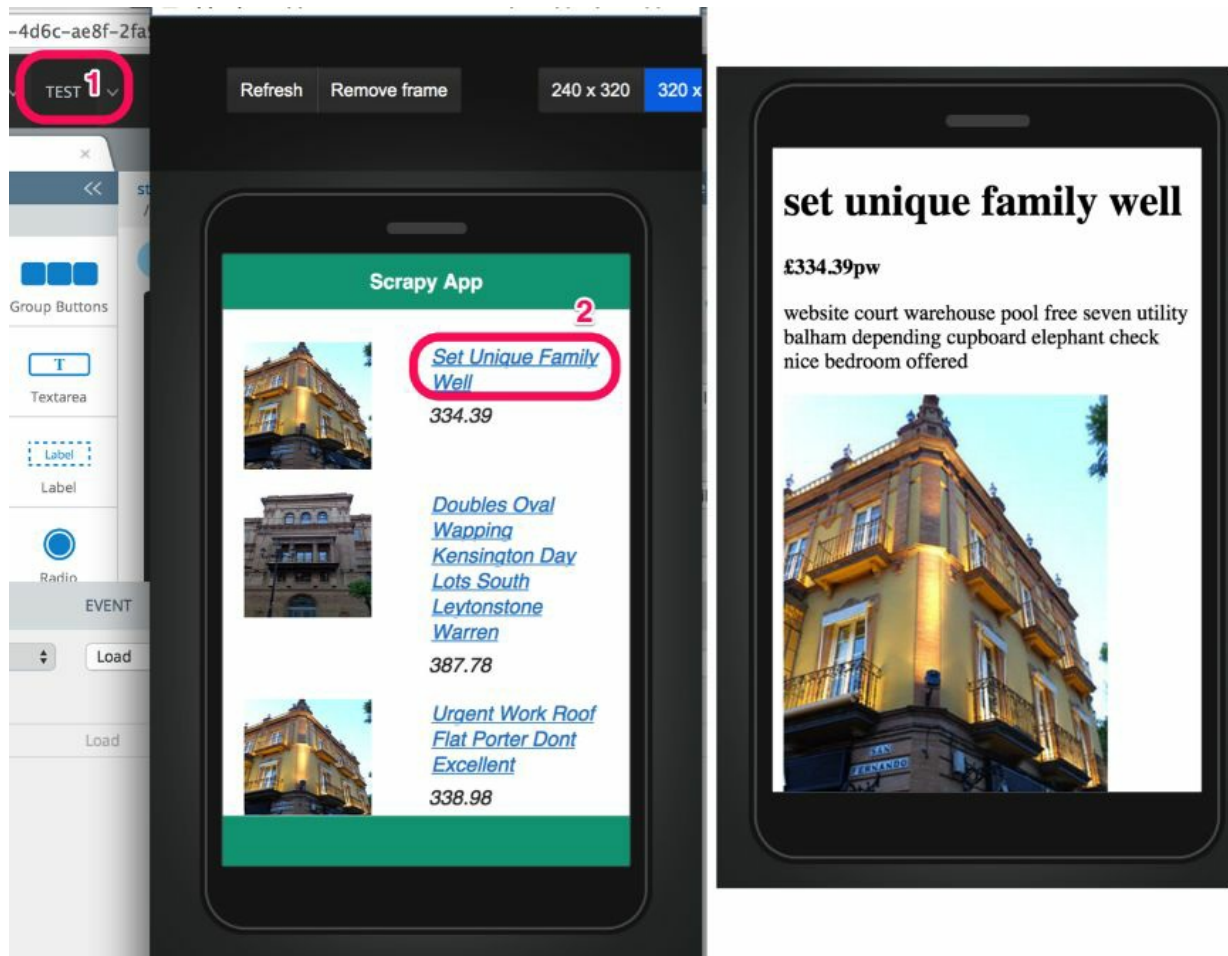 -4d6c-ae8f-2fa
TEST 1
Refresh Remove frame 240 x 320 320 x
st
/
Group Buttons
T
Textarea
Label
Label
Radio
EVENT
Load
Load
Scrapy App
2
Set Unique Family
Well
334.39
Doubles Oval
Wapping
Kensington Day
Lots South
Leytonstone
Warren
387.78
Urgent Work Roof
Flat Porter Dont
Excellent
338.98
set unique family well
£334.39pw
website court warehouse pool free seven utility
balham depending cupboard elephant check
nice bedroom offered
SAN
FERNANDO